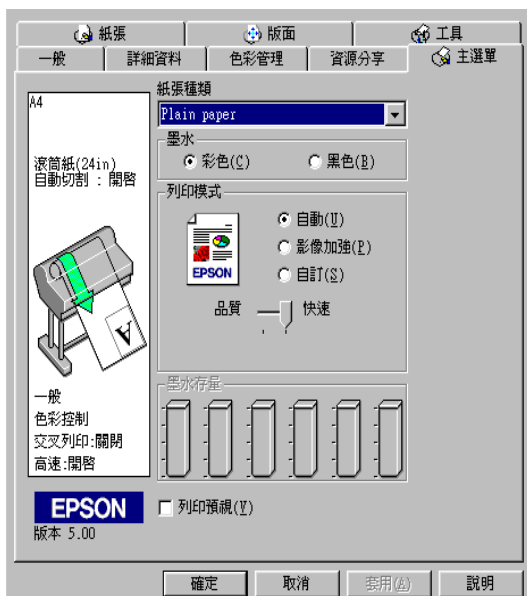 紙張
版面
工具
一般
詳細資料
色彩管理
資源分享
主選單
A4
滾筒紙(24in)
自動切割 : 開啓
一般
色彩控制
交叉列印:關閉
高速:開啓
EPSON
版本 5.00
紙張種類
Plain paper
墨水
彩色(C)
黑色(B)
列印模式
EPSON
自動(U)
影像加強(P)
自訂(S)
品質
快速
墨水存量
列印預視(V)
確定
取消
套用(A)
說明